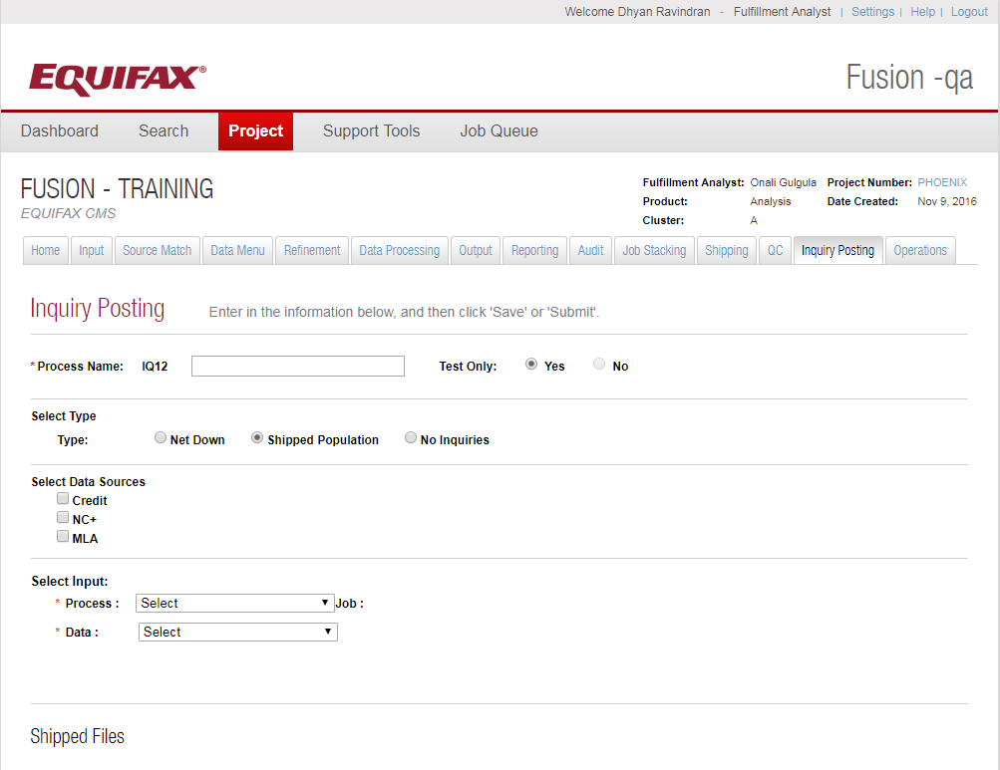 Welcome Dhyan Ravindran - Fulfillment Analyst | Settings | Help | Logout
EQUIFAX® Fusion -qa
Dashboard Search Project Support Tools Job Queue
FUSION - TRAINING
EQUIFAX CMS
Fulfillment Analyst: Onali Gulgula Project Number: PHOENIX
Product: Analysis Date Created: Nov 9, 2016
Cluster: A
Home Input Source Match Data Menu Refinement Data Processing Output Reporting Audit Job Stacking Shipping QC Inquiry Posting Operations
Inquiry Posting Enter in the information below, and then click 'Save' or 'Submit'.
* Process Name: IQ12 Test Only: Yes No
Select Type
Type: Net Down Shipped Population No Inquiries
Select Data Sources
Credit
NC+
MLA
Select Input:
* Process : Select Job :
* Data : Select
Shipped Files